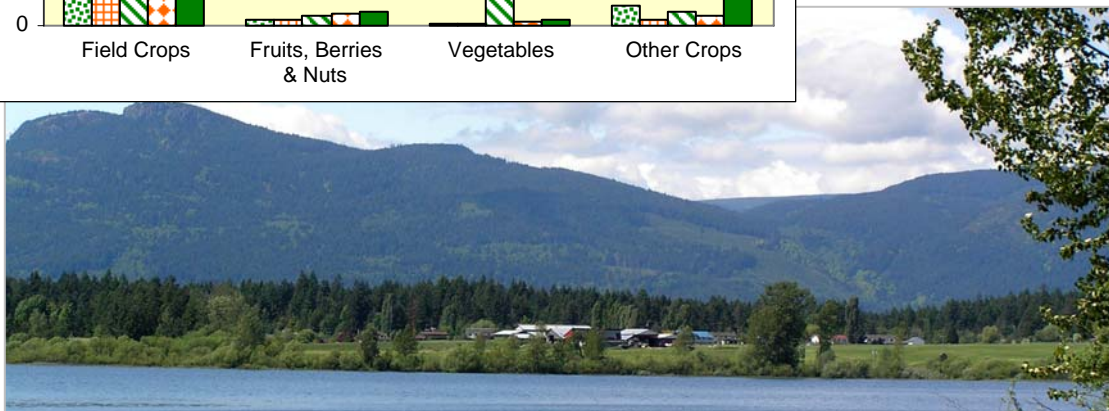 0
Field Crops
Fruits, Berries
& Nuts
Vegetables
Other Crops